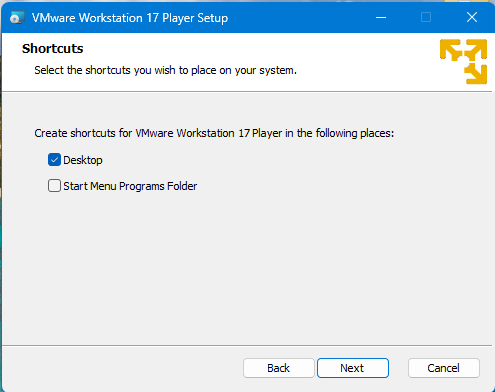 VMware Workstation 17 Player Setup
Shortcuts
Select the shortcuts you wish to place on your system.
Create shortcuts for VMware Workstation 17 Player in the following places:
Desktop
Start Menu Programs Folder
Back
Next
Cancel